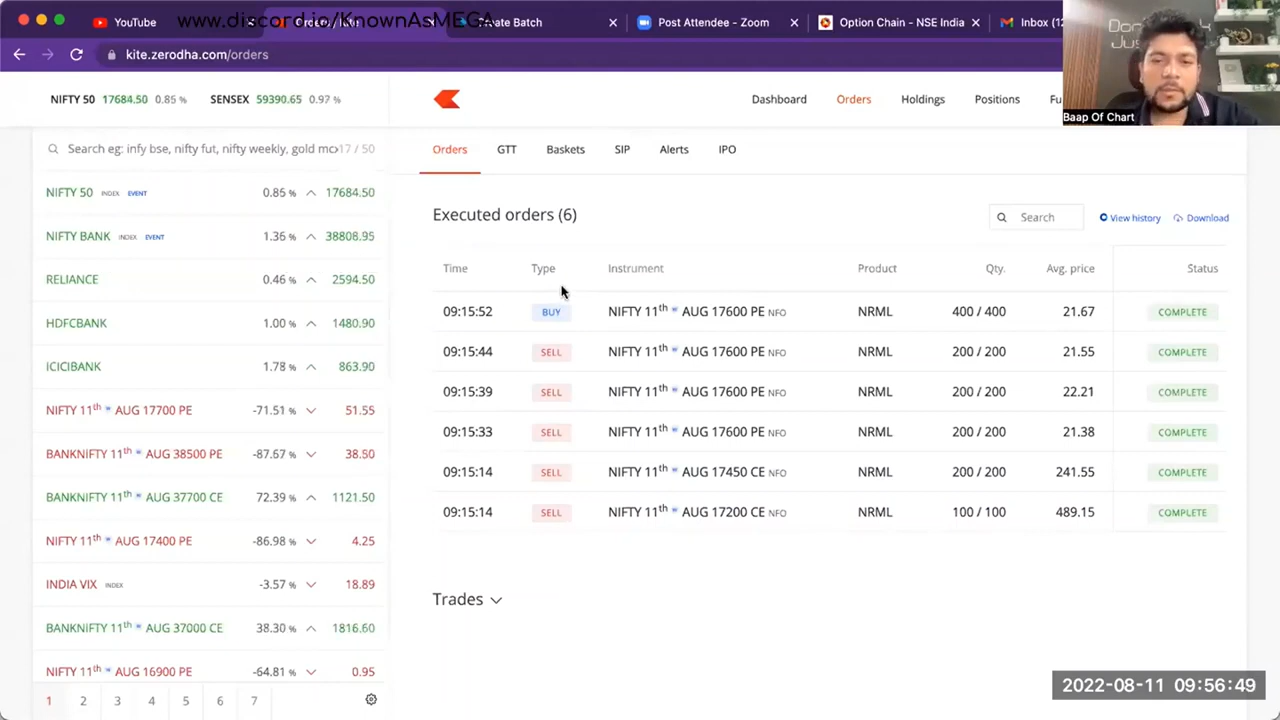 YouTube
www.discord.io/KnownAsMEGA
Create Batch
Post Attendee - Zoom
Option Chain - NSE India
Inbox (12
kite.zerodha.com/orders
Baap Of Chart
NIFTY 50 17684.50 0.85 % SENSEX 59390.65 0.97 %
Dashboard Orders Holdings Positions Fu
Search eg: infy bse, nifty fut, nifty weekly, gold mcx 17 / 50
NIFTY 50 INDEX EVENT 0.85 % 17684.50
NIFTY BANK INDEX EVENT 1.36 % 38808.95
RELIANCE 0.46 % 2594.50
HDFCBANK 1.00 % 1480.90
ICICIBANK 1.78 % 863.90
NIFTY 11th w AUG 17700 PE -71.51 % 51.55
BANKNIFTY 11th w AUG 38500 PE -87.67 % 38.50
BANKNIFTY 11th w AUG 37700 CE 72.39 % 1121.50
NIFTY 11th w AUG 17400 PE -86.98 % 4.25
INDIA VIX INDEX -3.57 % 18.89
BANKNIFTY 11th w AUG 37000 CE 38.30 % 1816.60
NIFTY 11th w AUG 16900 PE -64.81 % 0.95
1 2 3 4 5 6 7
Orders GTT Baskets SIP Alerts IPO
Executed orders (6)
Search View history Download
Time Type Instrument Product Qty. Avg. price Status
09:15:52 BUY NIFTY 11th w AUG 17600 PE NFO NRML 400 / 400 21.67 COMPLETE
09:15:44 SELL NIFTY 11th w AUG 17600 PE NFO NRML 200 / 200 21.55 COMPLETE
09:15:39 SELL NIFTY 11th w AUG 17600 PE NFO NRML 200 / 200 22.21 COMPLETE
09:15:33 SELL NIFTY 11th w AUG 17600 PE NFO NRML 200 / 200 21.38 COMPLETE
09:15:14 SELL NIFTY 11th w AUG 17450 CE NFO NRML 200 / 200 241.55 COMPLETE
09:15:14 SELL NIFTY 11th w AUG 17200 CE NFO NRML 100 / 100 489.15 COMPLETE
Trades
2022-08-11 09:56:49